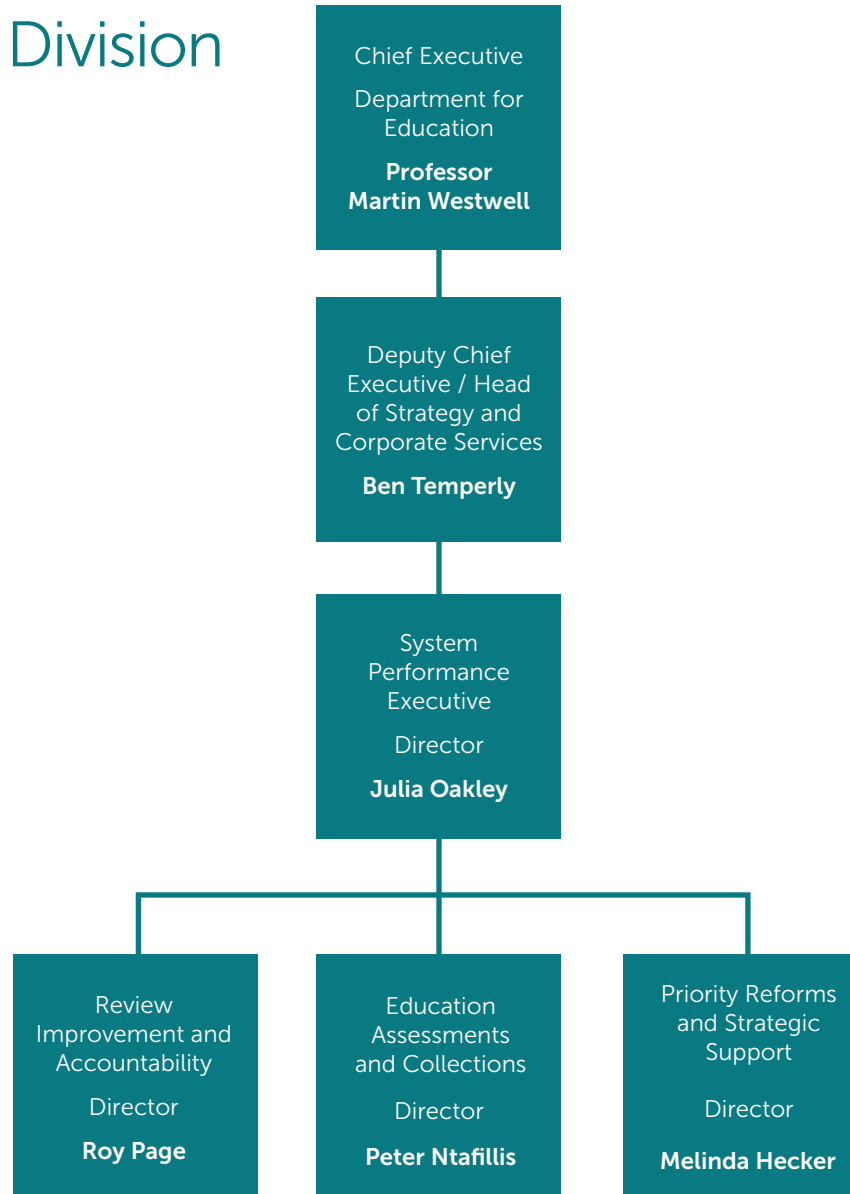 Division
Chief Executive
Department for
Education
Professor
Martin Westwell
Deputy Chief
Executive / Head
of Strategy and
Corporate Services
Ben Temperly
System
Performance
Executive
Director
Julia Oakley
Review
Improvement and
Accountability
Director
Roy Page
Education
Assessments
and Collections
Director
Peter Ntafillis
Priority Reforms
and Strategic
Support
Director
Melinda Hecker